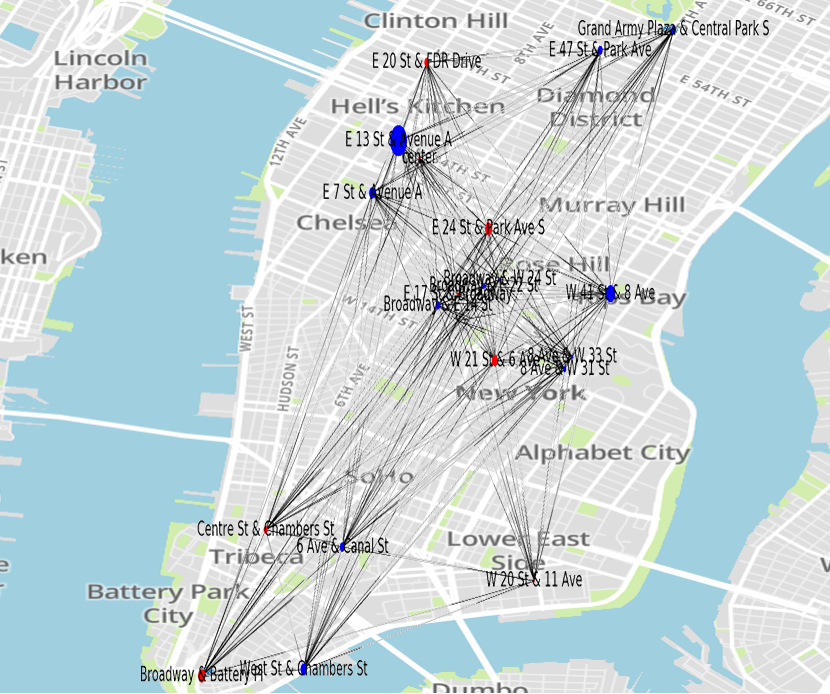 Clinton Hill
Grand Army Plaza & Central Park S
66TH ST
8TH AVE
E 47 St & Park Ave
Lincoln
Harbor
E 20 St & FDR Drive
E 54TH ST
Diamond
District
Hell's Kitchen
12TH AVE
E 13 St & Avenue A
center
E 7 St & Avenue A
Murray Hill
Chelsea
E 24 St & Park Ave S
ken
Rose Hill
Broadway & W 24 St
W 41 St & 8 Ave
Bay
Broadway & E 14 St
W 14TH ST
WEST ST
8 Ave & W 33 St
W 21 St & 6 Ave
8 Ave & W 31 St
HUDSON ST
6TH AVE
New York
Alphabet City
SoHo
Centre St & Chambers St
6 Ave & Canal St
Tribeca
Lower East
Side
W 20 St & 11 Ave
Battery Park
City
Broadway & Battery Pl
West St & Chambers St
Dumbo